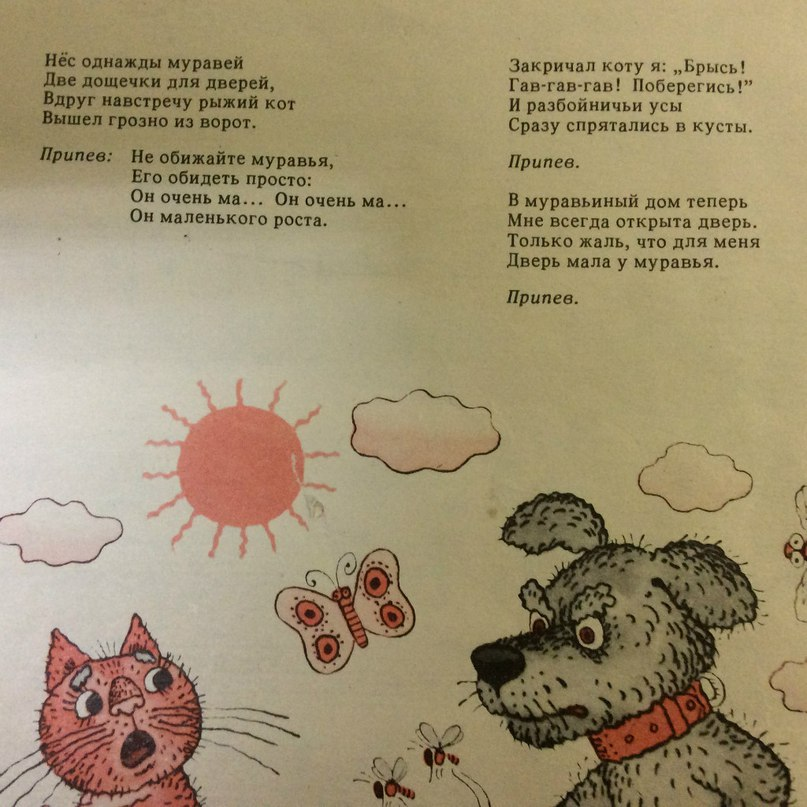 Нёс однажды муравей
Две дощечки для дверей,
Вдруг навстречу рыжий кот
Вышел грозно из ворот.
Припев: Не обижайте муравья,
Его обидеть просто:
Он очень ма... Он очень ма...
Он маленького роста.
Закричал коту я: „Брысь!
Гав-гав-гав! Поберегись!”
И разбойничьи усы
Сразу спрятались в кусты.
Припев.
В муравьиный дом теперь
Мне всегда открыта дверь.
Только жаль, что для меня
Дверь мала у муравья.
Припев.